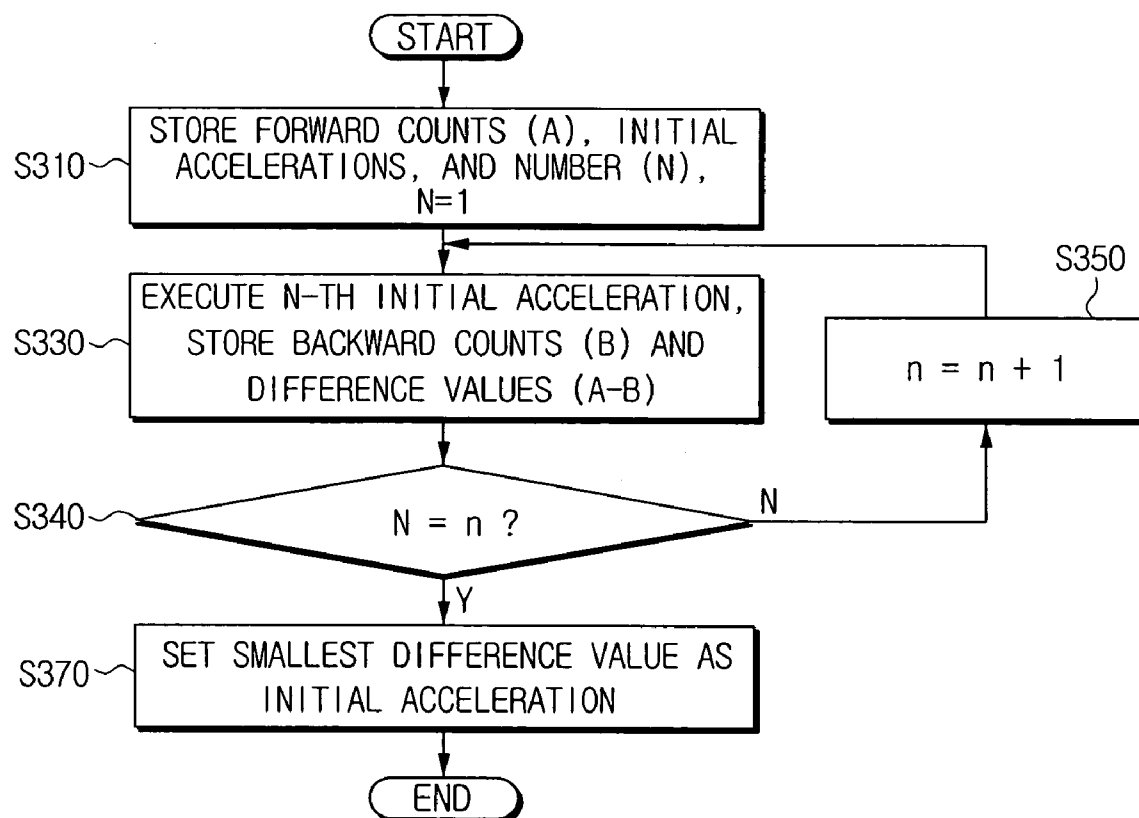 START
S310
STORE FORWARD COUNTS (A), INITIAL
ACCELERATIONS, AND NUMBER (N),
N=1
S330
EXECUTE N-TH INITIAL ACCELERATION,
STORE BACKWARD COUNTS (B) AND
DIFFERENCE VALUES (A-B)
S350
n = n + 1
S340
N = n ?
N
Y
S370
SET SMALLEST DIFFERENCE VALUE AS
INITIAL ACCELERATION
END